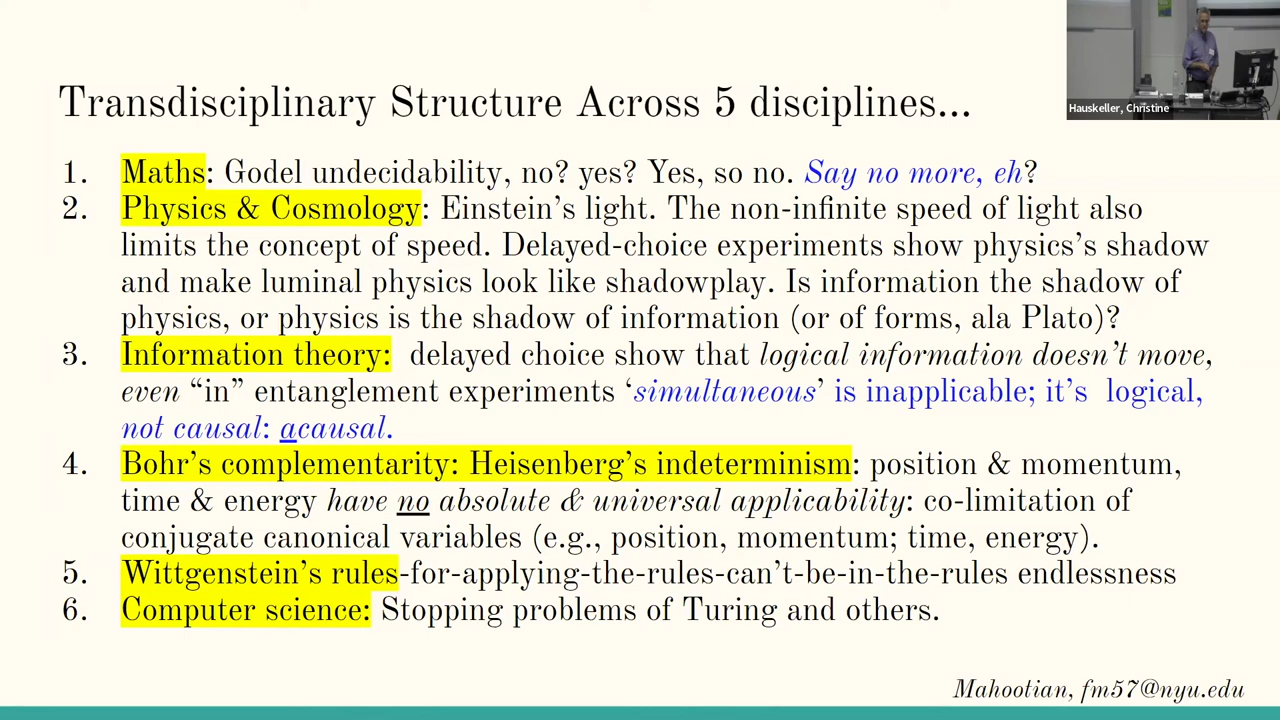 Transdisciplinary Structure Across 5 disciplines...
1. Maths: Godel undecidability, no? yes? Yes, so no. Say no more, eh?
2. Physics & Cosmology: Einstein's light. The non-infinite speed of light also
limits the concept of speed. Delayed-choice experiments show physics's shadow
and make luminal physics look like shadowplay. Is information the shadow of
physics, or physics is the shadow of information (or of forms, ala Plato)?
3. Information theory: delayed choice show that logical information doesn't move,
even "in" entanglement experiments 'simultaneous' is inapplicable; it's logical,
not causal: acausal.
4. Bohr's complementarity: Heisenberg's indeterminism: position & momentum,
time & energy have no absolute & universal applicability: co-limitation of
conjugate canonical variables (e.g., position, momentum; time, energy).
5. Wittgenstein's rules-for-applying-the-rules-can't-be-in-the-rules endlessness
6. Computer science: Stopping problems of Turing and others.
Mahootian, fm57@nyu.edu
Hauskeller, Christine